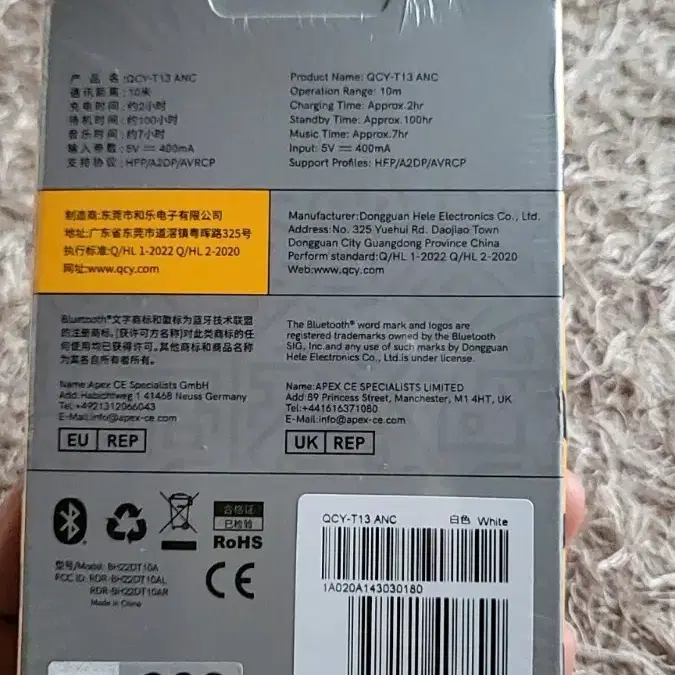 产 品 名:QCY-T13 ANC
通讯距离:10米
充电时间:约2小时
待机时间:约100小时
音乐时间:约7小时
输入参数:5V ⎓ 400mA
支持协议:HFP/A2DP/AVRCP
Product Name: QCY-T13 ANC
Operation Range: 10m
Charging Time: Approx.2hr
Standby Time: Approx.100hr
Music Time: Approx.7hr
Input: 5V ⎓ 400mA
Support Profiles: HFP/A2DP/AVRCP
制造商:东莞市和乐电子有限公司
地址:广东省东莞市道滘镇粤晖路325号
执行标准:Q/HL 1-2022 Q/HL 2-2020
网址:www.qcy.com
Manufacturer:Dongguan Hele Electronics Co., Ltd.
Address:No. 325 Yuehui Rd. Daojiao Town
Dongguan City Guangdong Province China
Perform standard:Q/HL 1-2022 Q/HL 2-2020
Web:www.qcy.com
Bluetooth®文字商标和徽标为蓝牙技术联盟
的注册商标,[获许可方名称]对此类商标的任
何使用均已获得许可。其他商标和商品名称
为其各自所有者所有。
The Bluetooth® word mark and logos are
registered trademarks owned by the Bluetooth
SIG, Inc.and any use of such marks by Dongguan
Hele Electronics Co., Ltd.is under license.
Name:Apex CE Specialists GmbH
Add:Habichtweg 1 41468 Neuss Germany
Tel:+4921312066043
E-Mail:info@apex-ce.com
EU REP
Name:APEX CE SPECIALISTS LIMITED
Add:89 Princess Street, Manchester, M1 4HT, UK
Tel:+441616371080
E-Mail:info@apex-ce.com
UK REP
合格证
已检验
RoHS
型号/Model: BH22DT10A
FCC ID: RDR-BH22DT10AL
RDR-BH22DT10AR
Made in China
CE
QCY-T13 ANC 白色 White
1A020A143030180